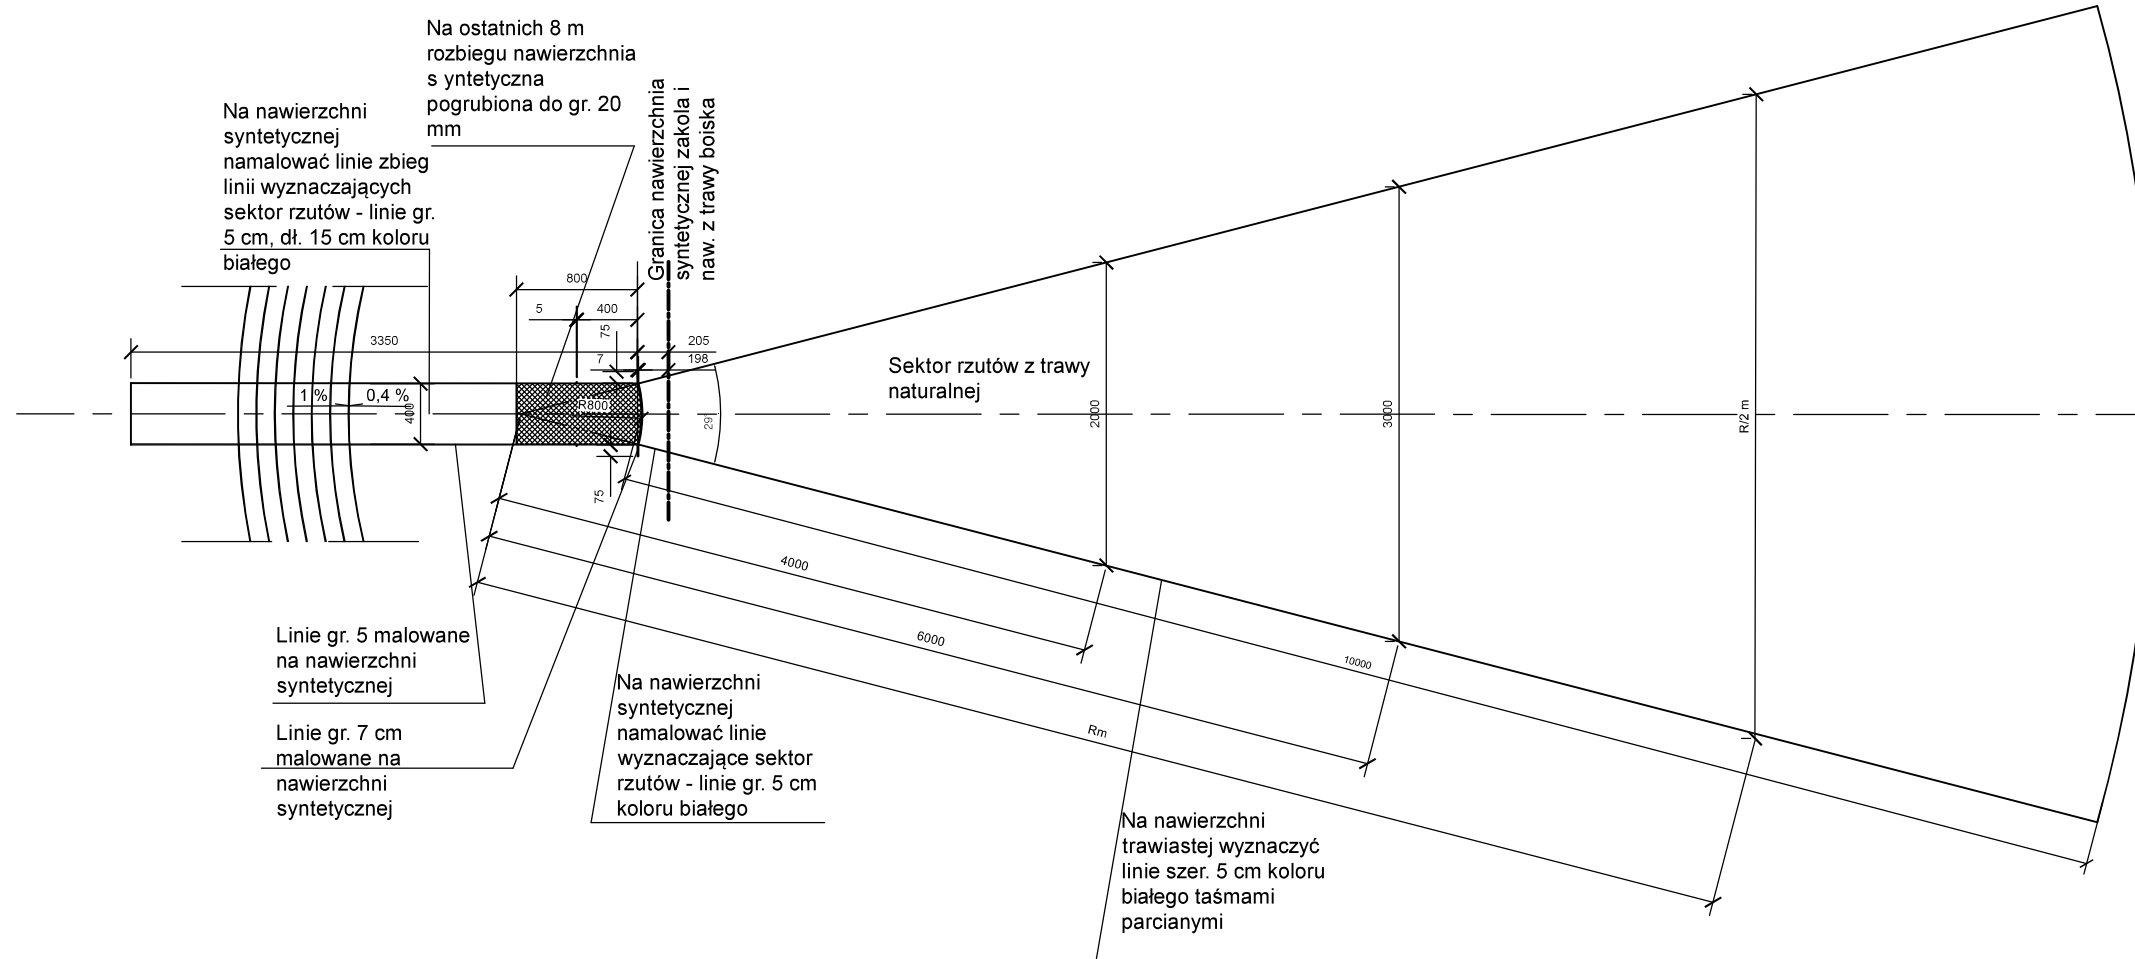 Na ostatnich 8 m
rozbiegu nawierzchnia
s yntetyczna
pogrubiona do gr. 20
mm
Na nawierzchni
syntetycznej
namalować linie zbieg
linii wyznaczających
sektor rzutów - linie gr.
5 cm, dł. 15 cm koloru
białego
Granica nawierzchnia
syntetycznej zakola i
naw. z trawy boiska
800
5
400
75
3350
205
7
198
1 %
0,4 %
400
R800
29°
Sektor rzutów z trawy
naturalnej
2000
3000
R/2 m
75
4000
6000
10000
Rm
Linie gr. 5 malowane
na nawierzchni
syntetycznej
Linie gr. 7 cm
malowane na
nawierzchni
syntetycznej
Na nawierzchni
syntetycznej
namalować linie
wyznaczające sektor
rzutów - linie gr. 5 cm
koloru białego
Na nawierzchni
trawiastej wyznaczyć
linie szer. 5 cm koloru
białego taśmami
parcianymi